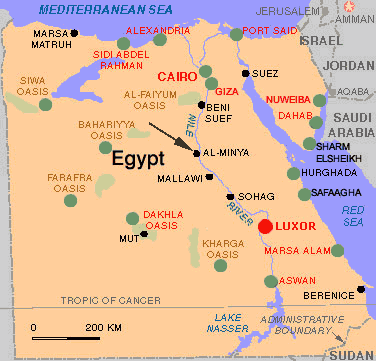 MEDITERRANEAN SEA
JERUSALEM
AMMAN
MARSA
MATRUH
ALEXANDRIA
PORT SAID
ISRAEL
SIDI ABDEL
RAHMAN
JORDAN
CAIRO
SUEZ
SIWA
OASIS
GIZA
AL-FAIYUM
OASIS
NUWEIBA
AQABA
BENI
SUEF
DAHAB
SAUDI
ARABIA
NILE
BAHARIYYA
OASIS
SHARM
ELSHEIKH
Egypt
AL-MINYA
HURGHADA
FARAFRA
OASIS
MALLAWI
SOHAG
SAFAAGHA
RIVER
RED
SEA
DAKHLA
OASIS
LUXOR
MUT
KHARGA
OASIS
MARSA ALAM
ASWAN
BERENICE
TROPIC OF CANCER
LAKE
NASSER
ADMINISTRATIVE
BOUNDARY
0 200 KM
SUDAN